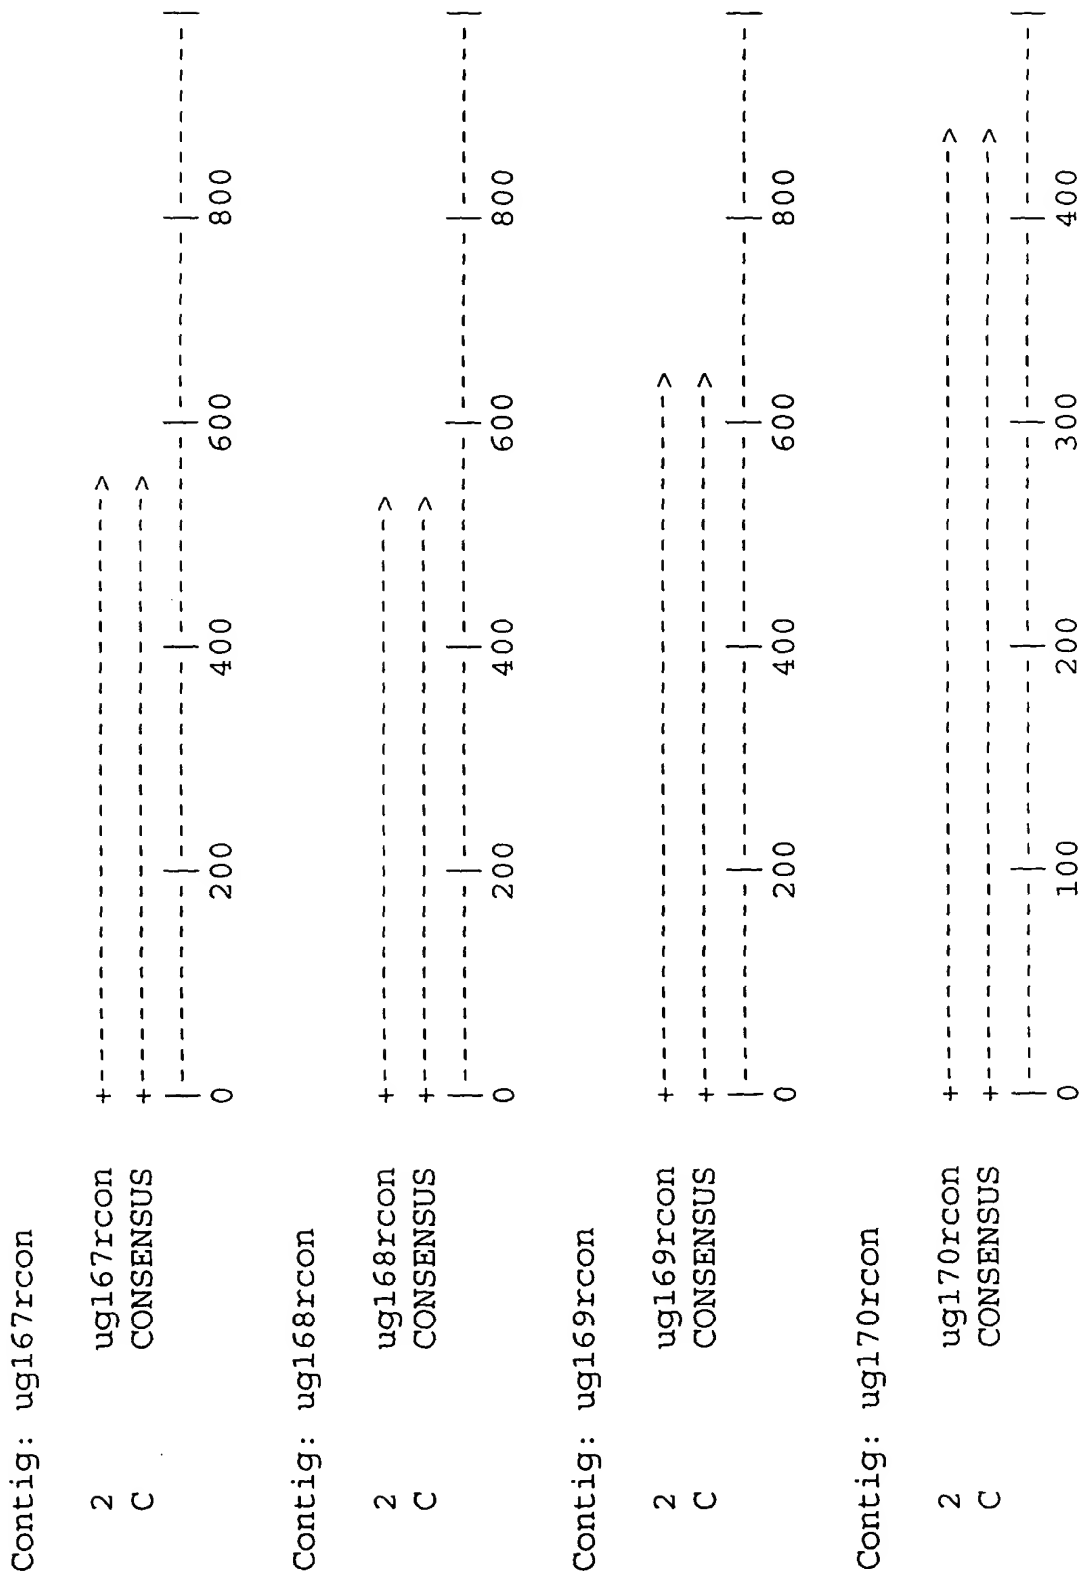 Contig: ug167rcon
2 ug167rcon
C CONSENSUS
0 200 400 600 800
Contig: ug168rcon
2 ug168rcon
C CONSENSUS
0 200 400 600 800
Contig: ug169rcon
2 ug169rcon
C CONSENSUS
0 200 400 600 800
Contig: ug170rcon
2 ug170rcon
C CONSENSUS
0 100 200 300 400